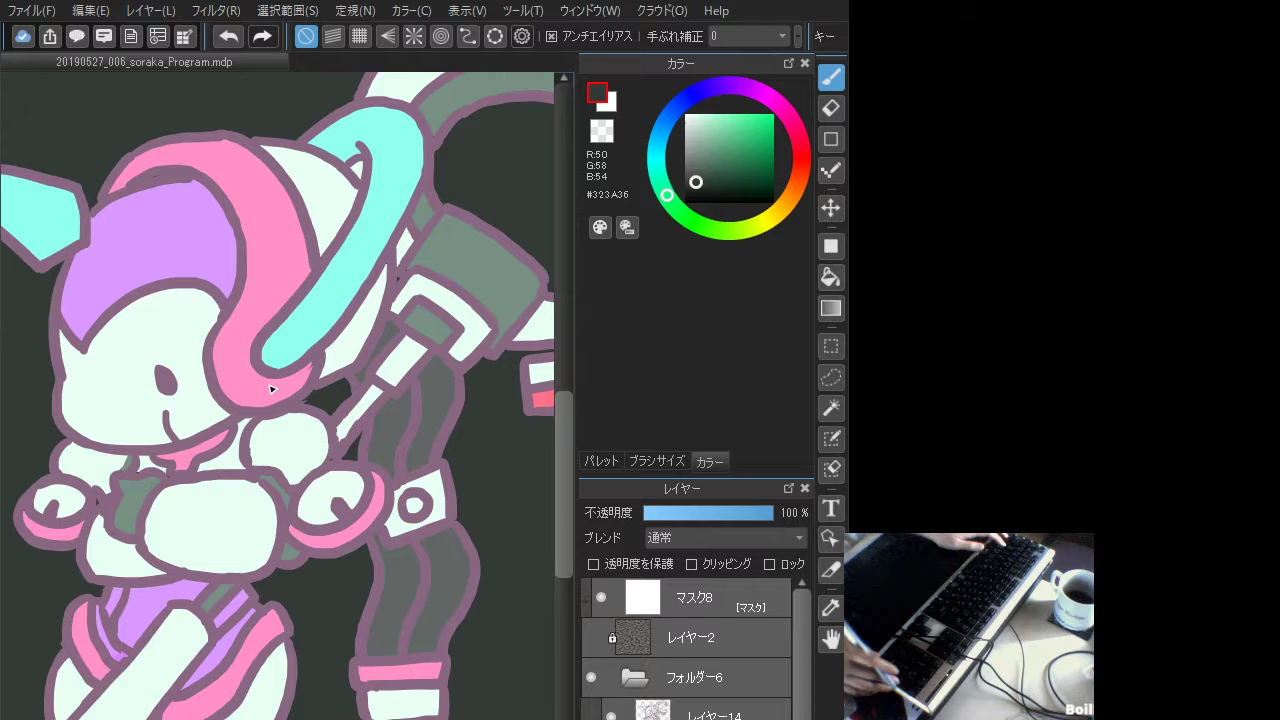 ファイル(F) 編集(E) レイヤー(L) フィルタ(R) 選択範囲(S) 定規(N) カラー(C) 表示(V) ツール(T) ウィンドウ(W) クラウド(O) Help
アンチエイリアス 手ぶれ補正 0 キー
20190527_006_soraka_Program.mdp
カラー
R:50
G:58
B:54
#323A36
パレット ブラシサイズ カラー
レイヤー
不透明度 100 %
ブレンド 通常
透明度を保護 クリッピング ロック
マスク8
[マスク]
レイヤー2
フォルダー6
レイヤー14
T
Boil